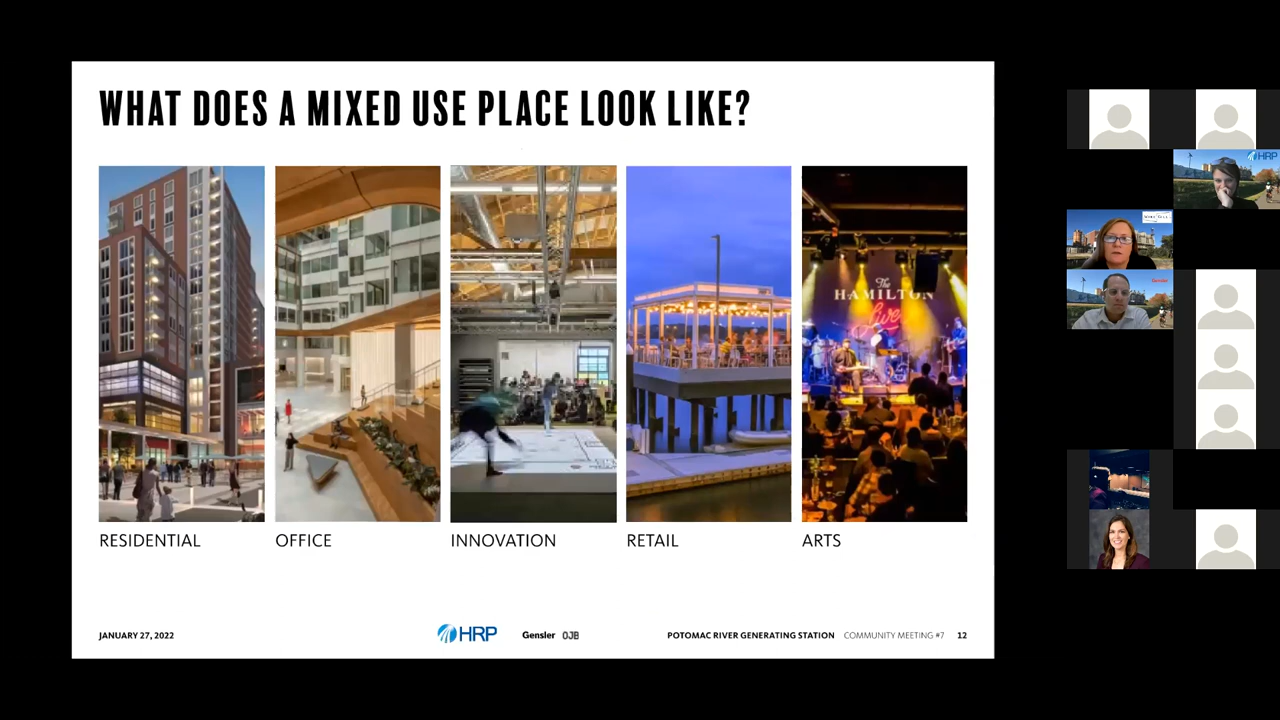 WHAT DOES A MIXED USE PLACE LOOK LIKE?
The
HAMILTON
Live
RESIDENTIAL
OFFICE
INNOVATION
RETAIL
ARTS
JANUARY 27, 2022
HRP
Gensler
OJB
POTOMAC RIVER GENERATING STATION
COMMUNITY MEETING #7
12
HRP